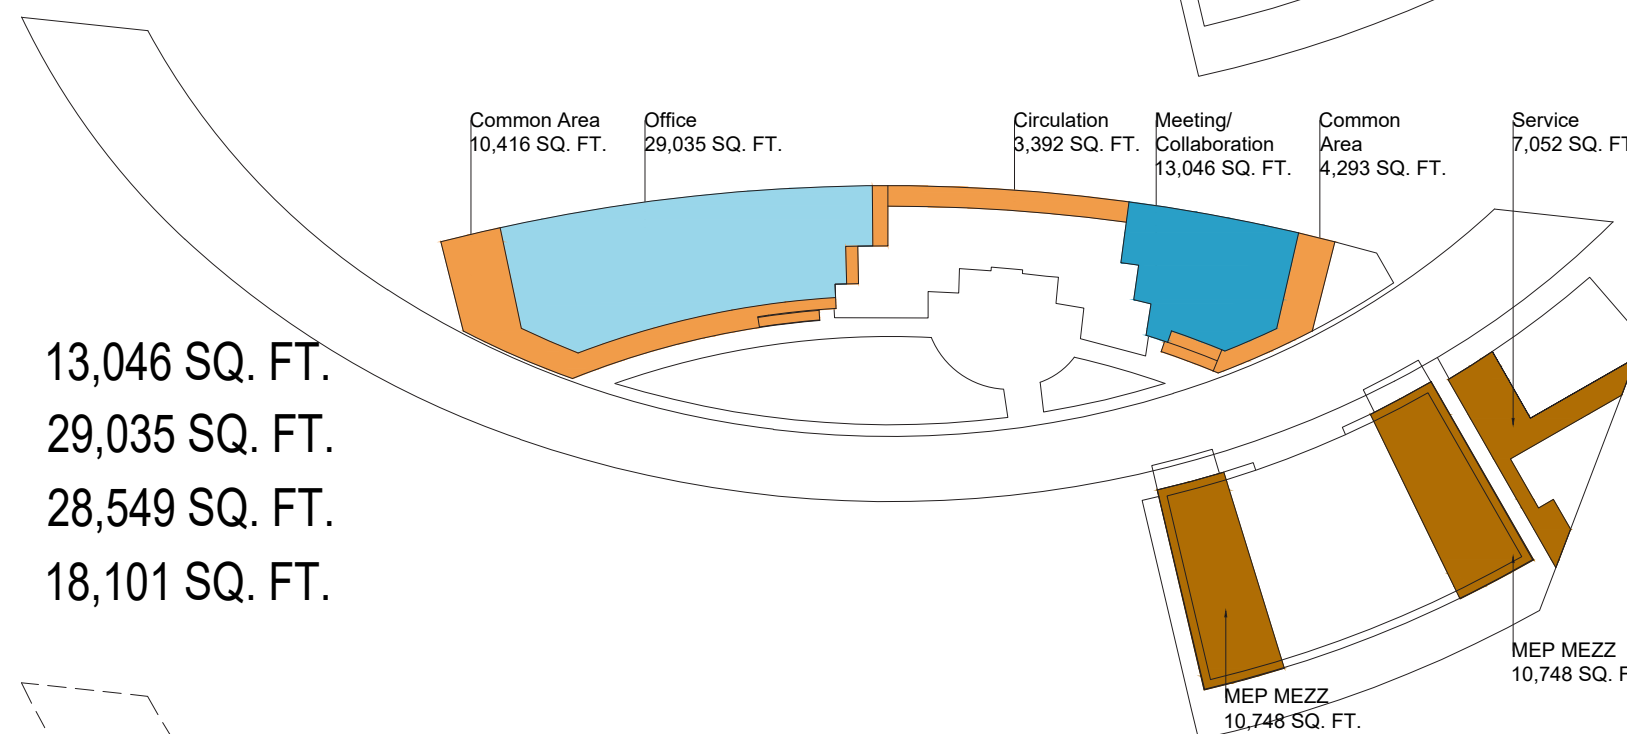 Common Area
10,416 SQ. FT.
Office
29,035 SQ. FT.
Circulation
3,392 SQ. FT.
Meeting/
Collaboration
13,046 SQ. FT.
Common
Area
4,293 SQ. FT.
Service
7,052 SQ. FT
13,046 SQ. FT.
29,035 SQ. FT.
28,549 SQ. FT.
18,101 SQ. FT.
MEP MEZZ
10,748 SQ. F
MEP MEZZ
10,748 SQ. FT.